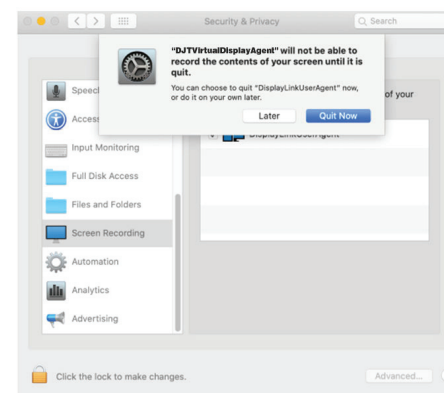 Security & Privacy
Search
"DJTVirtualDisplayAgent" will not be able to
record the contents of your screen until it is
quit.
You can choose to quit "DisplayLinkUserAgent" now,
or do it on your own later.
Later
Quit Now
of your
DisplayLinkUserAgent
Speech
Access
Input Monitoring
Full Disk Access
Files and Folders
Screen Recording
Automation
Analytics
Advertising
Click the lock to make changes.
Advanced...